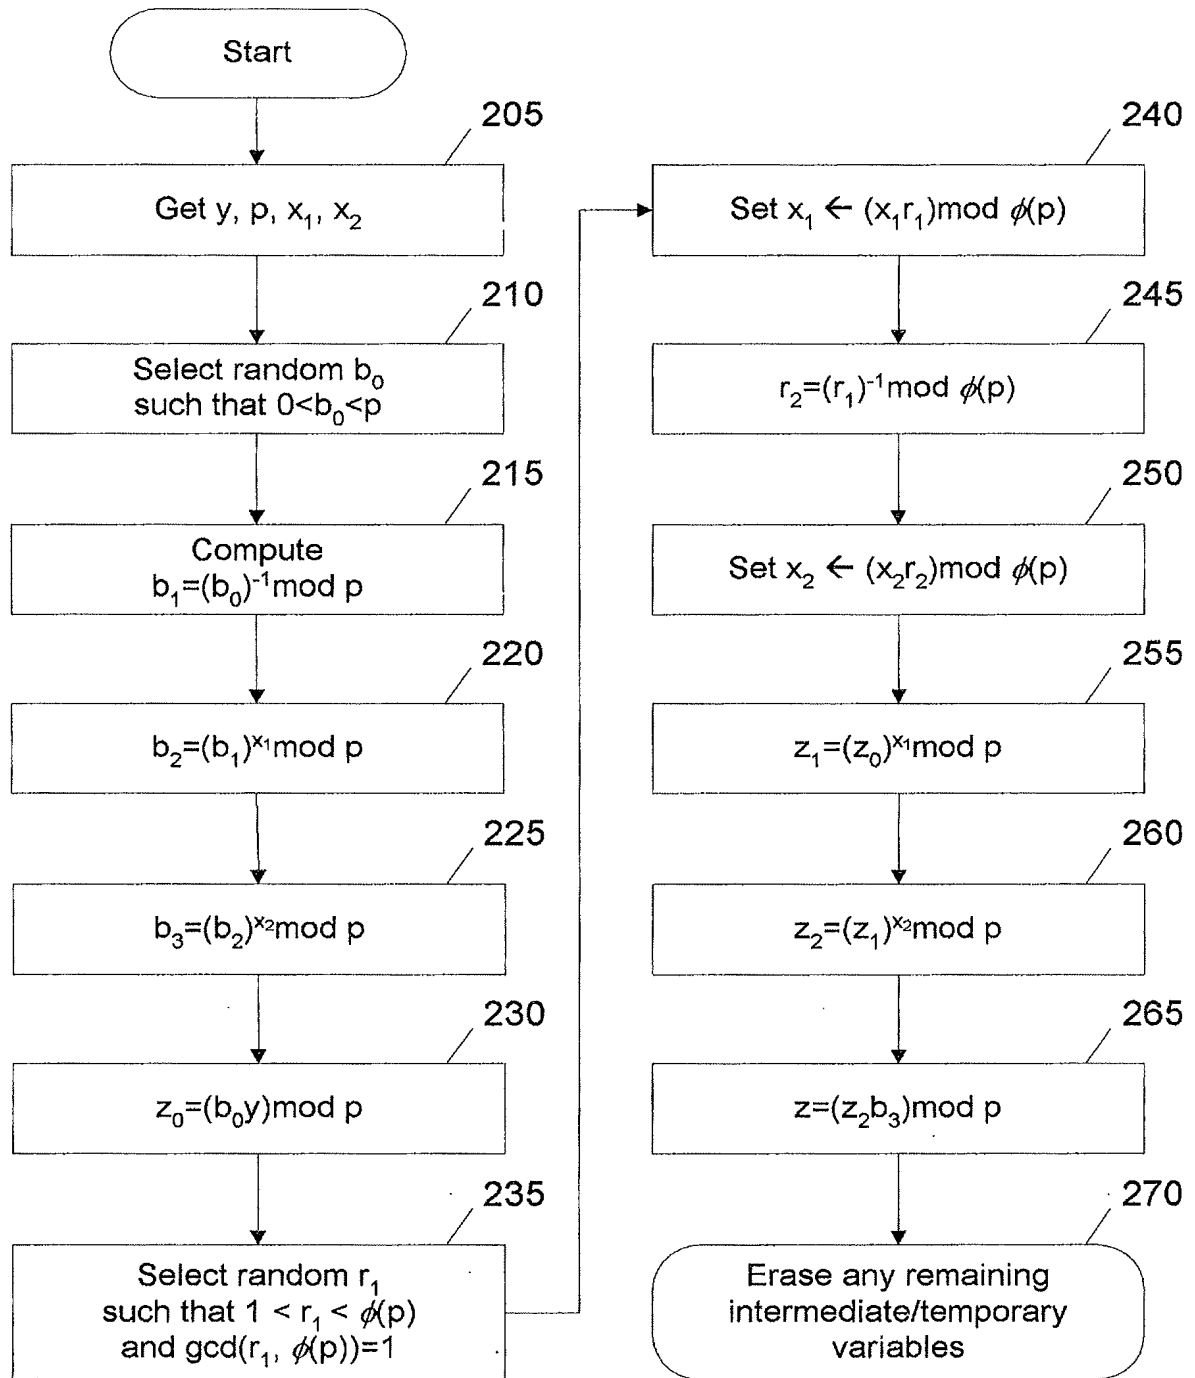 Start
205
Get y, p, x₁, x₂
210
Select random b₀
such that 0<b₀<p
215
Compute
b₁=(b₀)⁻¹mod p
220
b₂=(b₁)^x₁mod p
225
b₃=(b₂)^x₂mod p
230
z₀=(b₀y)mod p
235
Select random r₁
such that 1 < r₁ < ϕ(p)
and gcd(r₁, ϕ(p))=1
240
Set x₁ ← (x₁r₁)mod ϕ(p)
245
r₂=(r₁)⁻¹mod ϕ(p)
250
Set x₂ ← (x₂r₂)mod ϕ(p)
255
z₁=(z₀)^x₁mod p
260
z₂=(z₁)^x₂mod p
265
z=(z₂b₃)mod p
270
Erase any remaining
intermediate/temporary
variables